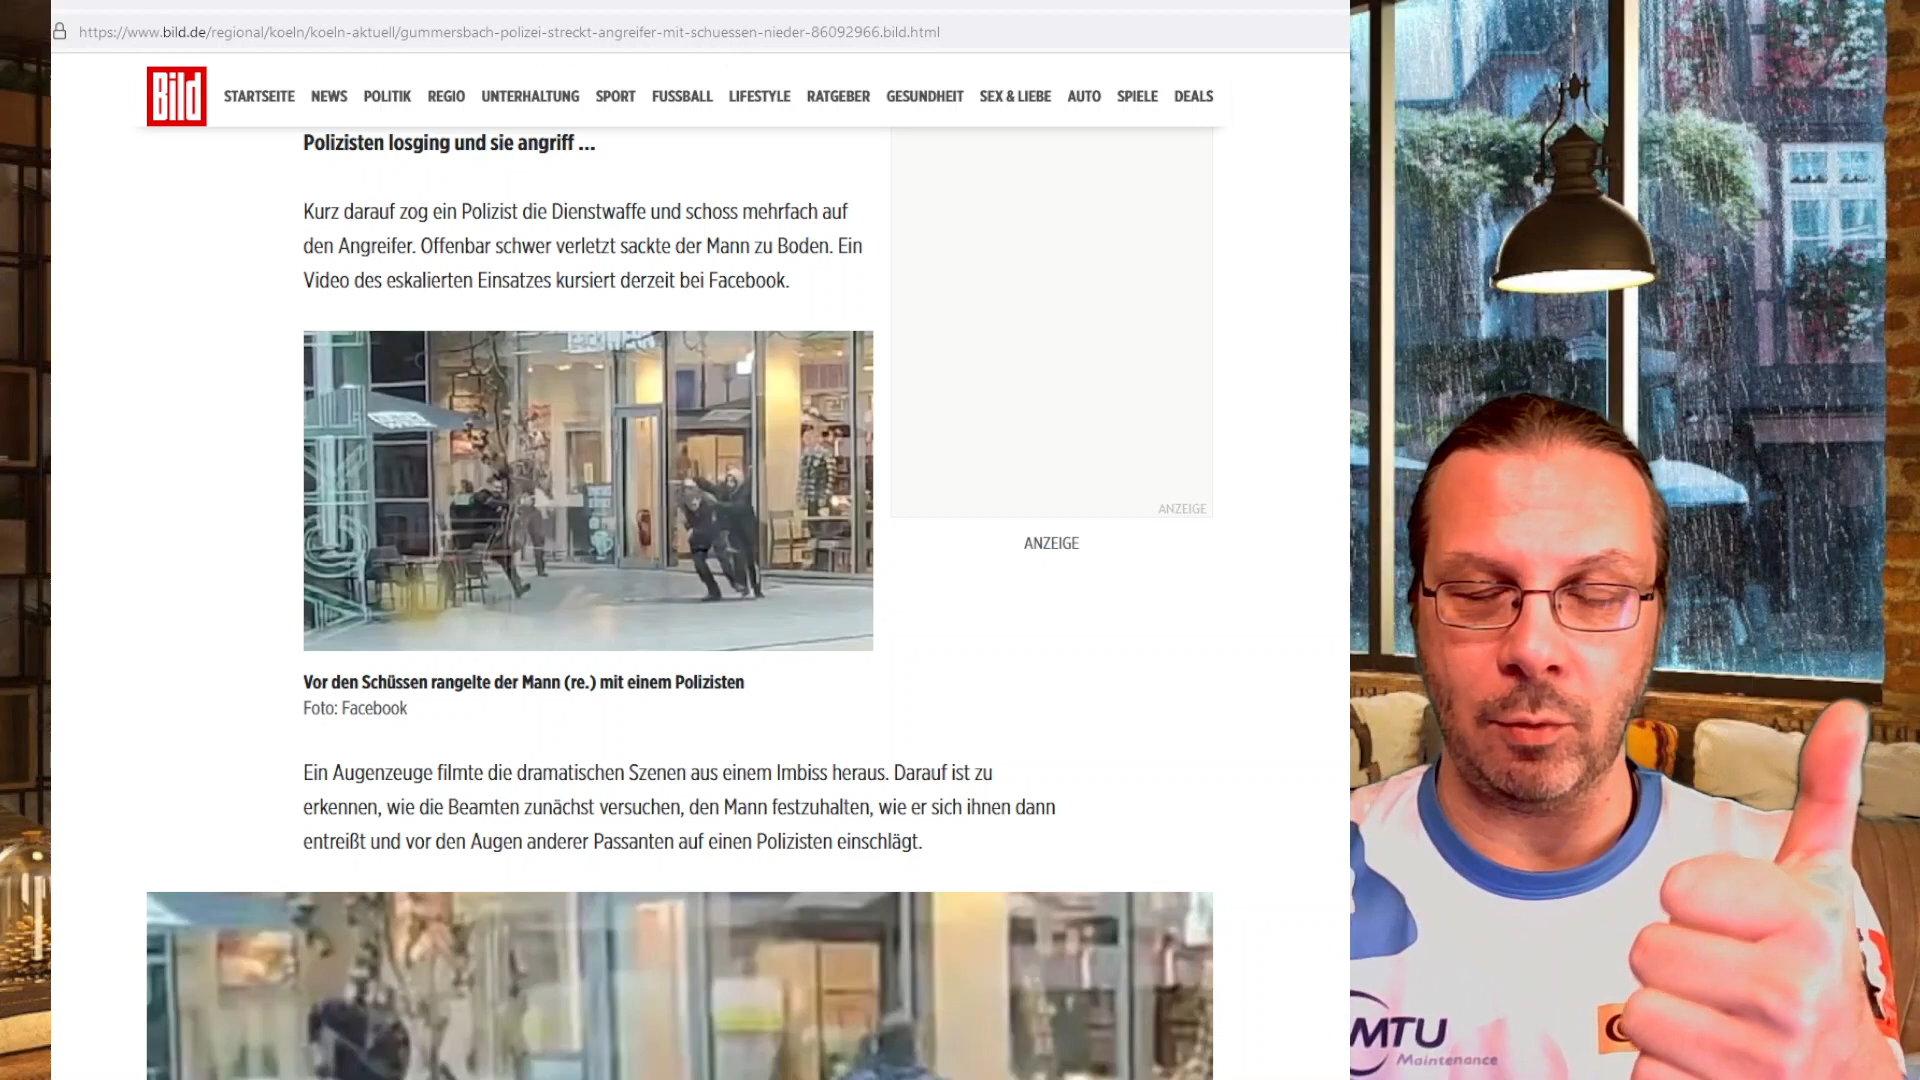 https://www.bild.de/regional/koeln/koeln-aktuell/gummersbach-polizei-streckt-angreifer-mit-schuessen-nieder-86092966.bild.html
Bild
STARTSEITE NEWS POLITIK REGIO UNTERHALTUNG SPORT FUSSBALL LIFESTYLE RATGEBER GESUNDHEIT SEX & LIEBE AUTO SPIELE DEALS
Polizisten losging und sie angriff ...
Kurz darauf zog ein Polizist die Dienstwaffe und schoss mehrfach auf
den Angreifer. Offenbar schwer verletzt sackte der Mann zu Boden. Ein
Video des eskalierten Einsatzes kursiert derzeit bei Facebook.
ANZEIGE
ANZEIGE
Vor den Schüssen rangelte der Mann (re.) mit einem Polizisten
Foto: Facebook
Ein Augenzeuge filmte die dramatischen Szenen aus einem Imbiss heraus. Darauf ist zu
erkennen, wie die Beamten zunächst versuchen, den Mann festzuhalten, wie er sich ihnen dann
entreißt und vor den Augen anderer Passanten auf einen Polizisten einschlägt.
MTU
Maintenance